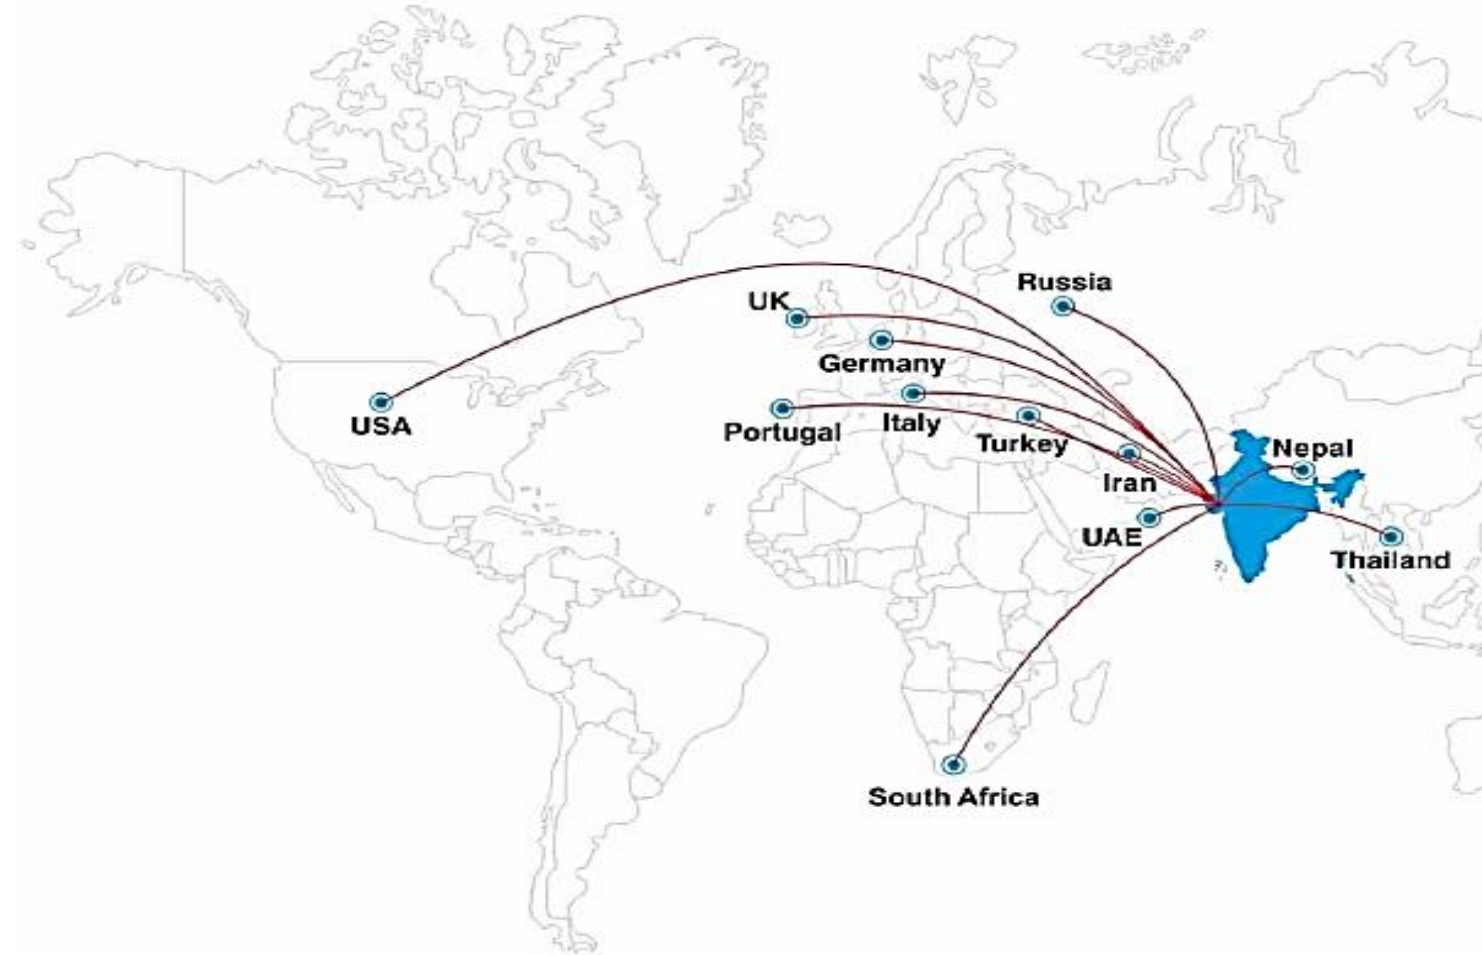 Russia
UK
Germany
USA
Italy
Portugal
Turkey
Nepal
Iran
UAE
Thailand
South Africa